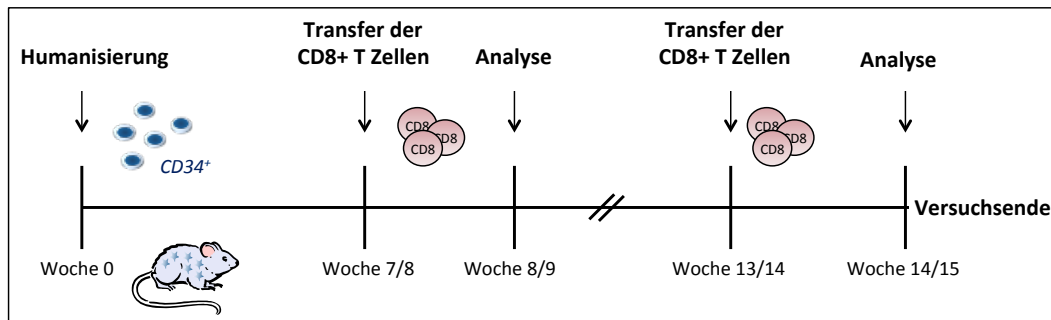 Humanisierung
Transfer der
CD8+ T Zellen
Analyse
Transfer der
CD8+ T Zellen
Analyse
CD34+
CD8
CD8
CD8
CD8
CD8
CD8
Versuchsende
Woche 0
Woche 7/8
Woche 8/9
Woche 13/14
Woche 14/15